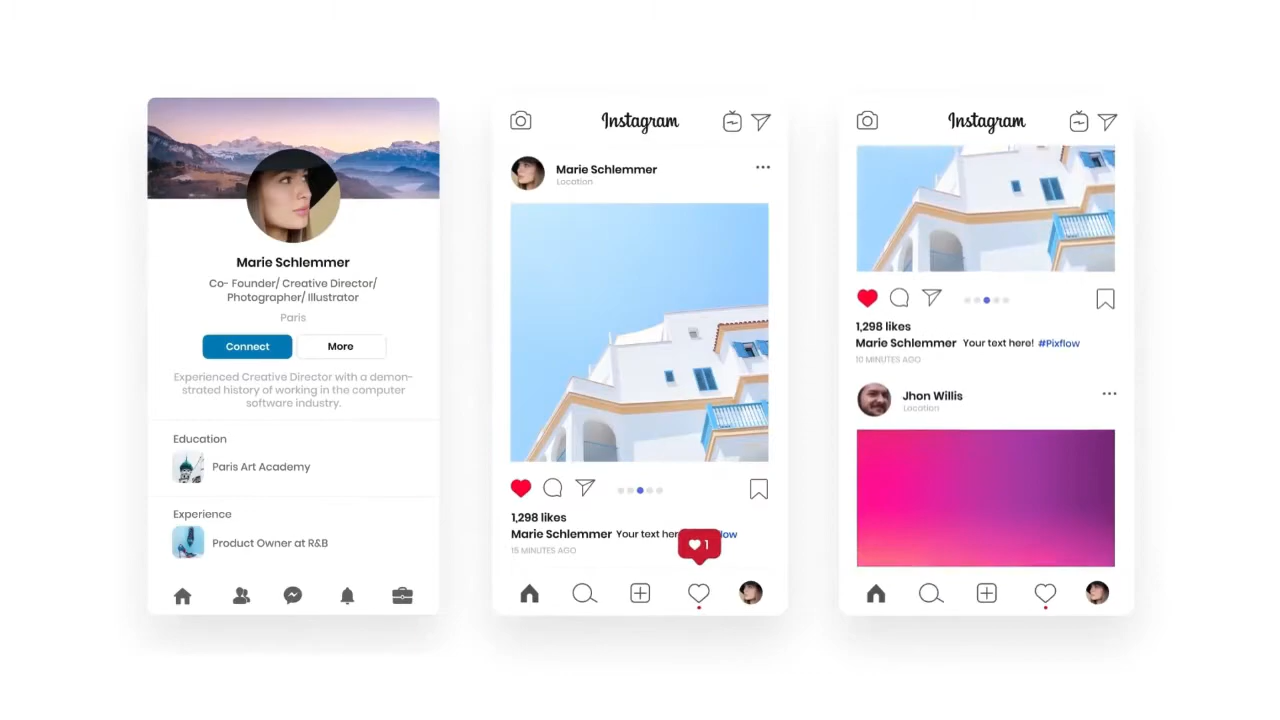 Marie Schlemmer
Co- Founder/ Creative Director/
Photographer/ Illustrator
Paris
Connect
More
Experienced Creative Director with a demon-
strated history of working in the computer
software industry.
Education
Paris Art Academy
Experience
Product Owner at R&B
Instagram
Marie Schlemmer
Location
1,298 likes
Marie Schlemmer Your text her
1
15 MINUTES AGO
Instagram
1,298 likes
Marie Schlemmer Your text here! #Pixflow
10 MINUTES AGO
Jhon Willis
Location